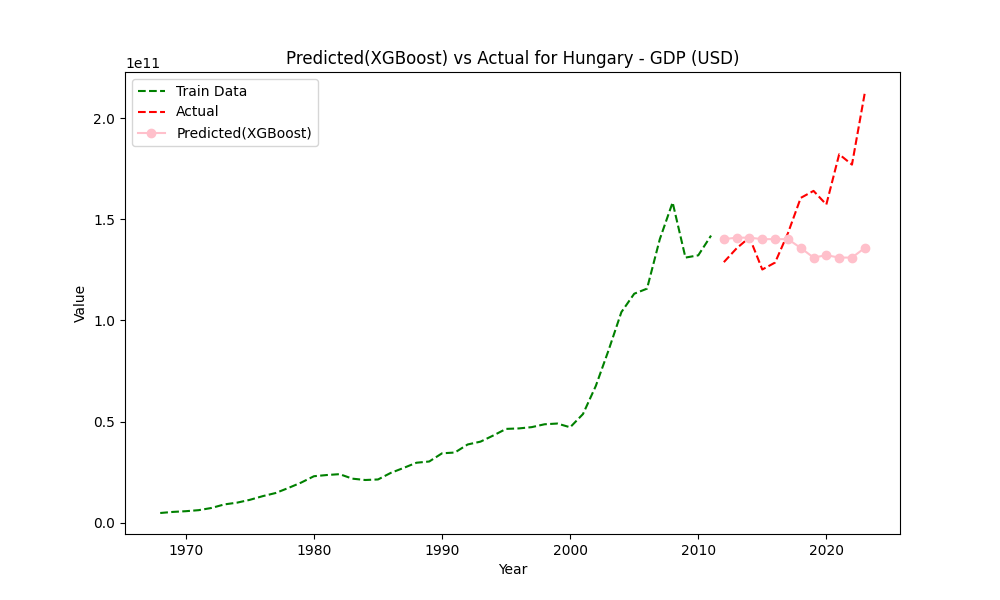 Predicted(XGBoost) vs Actual for Hungary - GDP (USD)
1e11
Train Data
Actual
Predicted(XGBoost)
2.0
1.5
1.0
0.5
0.0
Value
1970 1980 1990 2000 2010 2020
Year